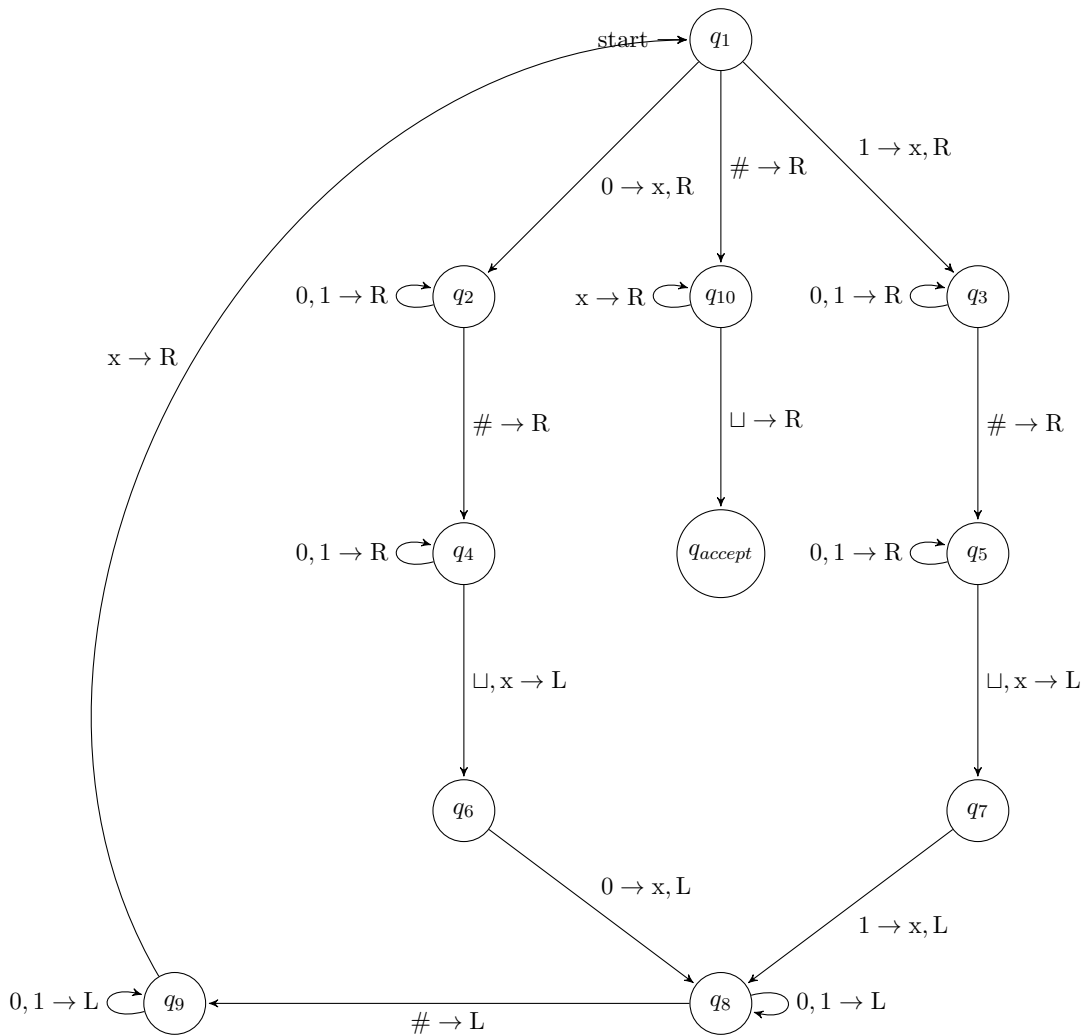 start
q1
1 → x, R
# → R
0 → x, R
0, 1 → R
q2
x → R
q10
0, 1 → R
q3
x → R
# → R
⊔ → R
# → R
0, 1 → R
q4
qaccept
0, 1 → R
q5
⊔, x → L
⊔, x → L
q6
q7
0 → x, L
1 → x, L
0, 1 → L
q9
q8
0, 1 → L
# → L